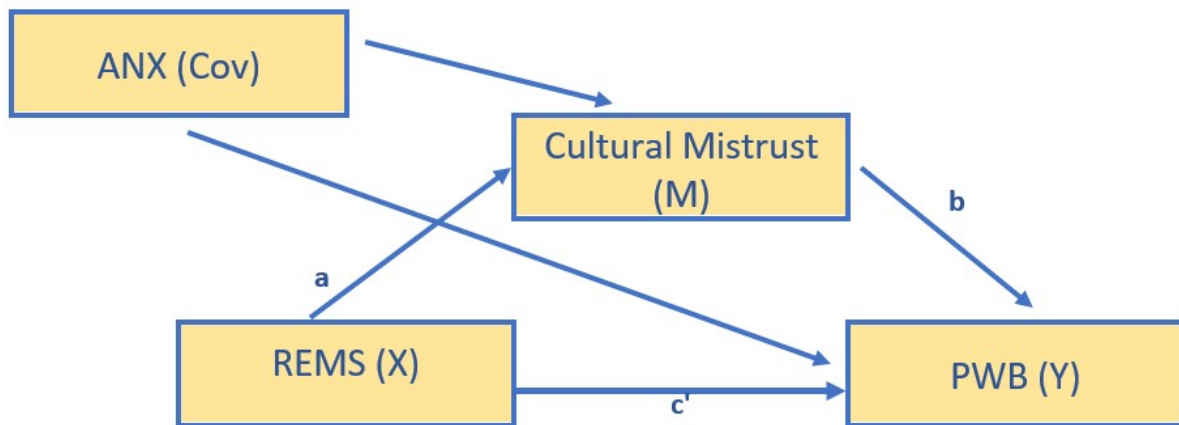 ANX (Cov)
Cultural Mistrust
(M)
b
a
REMS (X)
c'
PWB (Y)